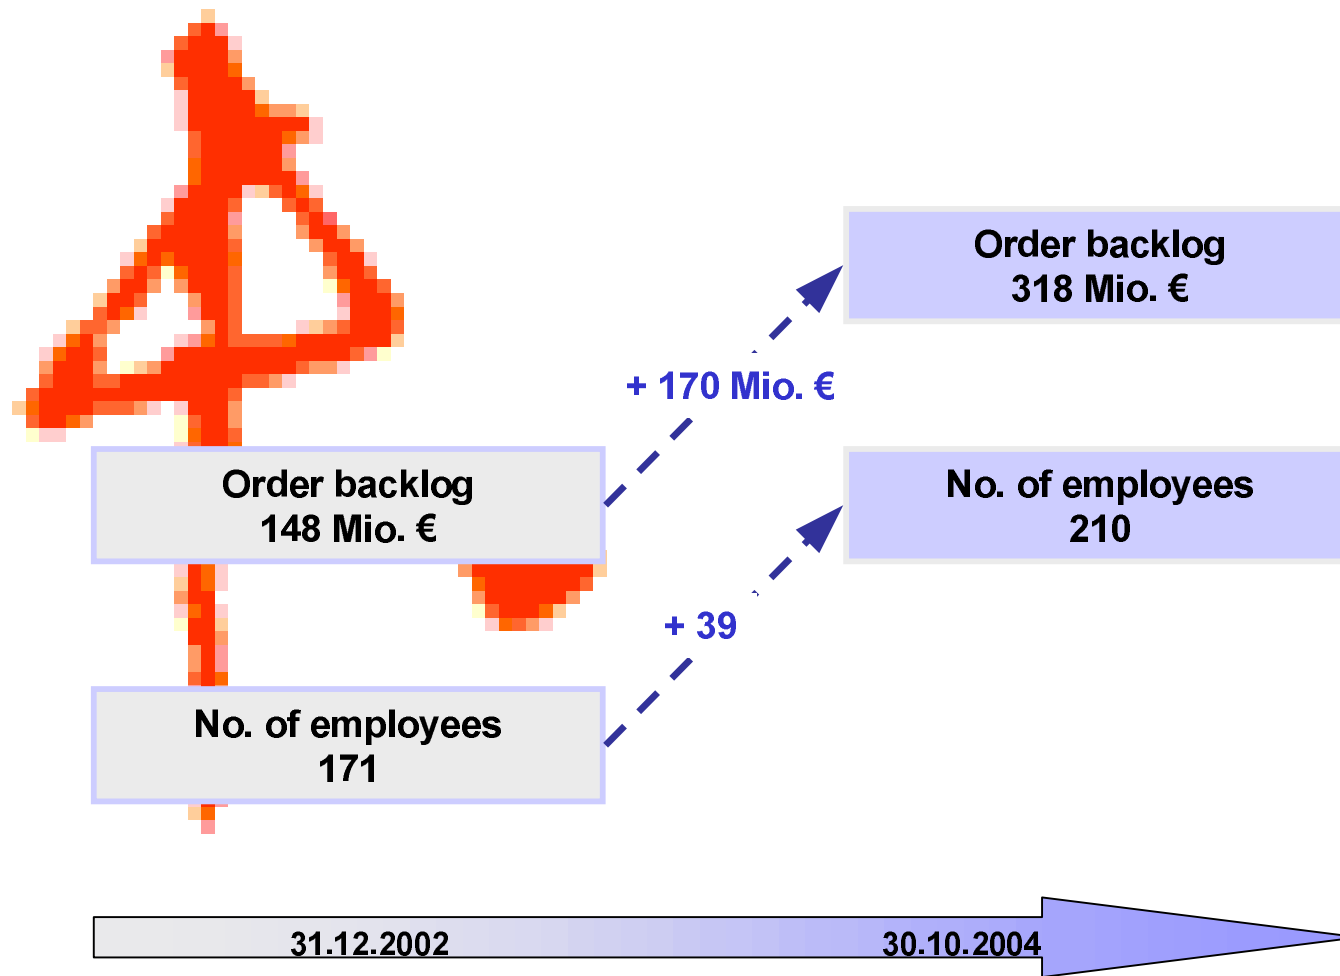 Order backlog
318 Mio. €
+ 170 Mio. €
Order backlog
148 Mio. €
No. of employees
210
+ 39
No. of employees
171
31.12.2002
30.10.2004